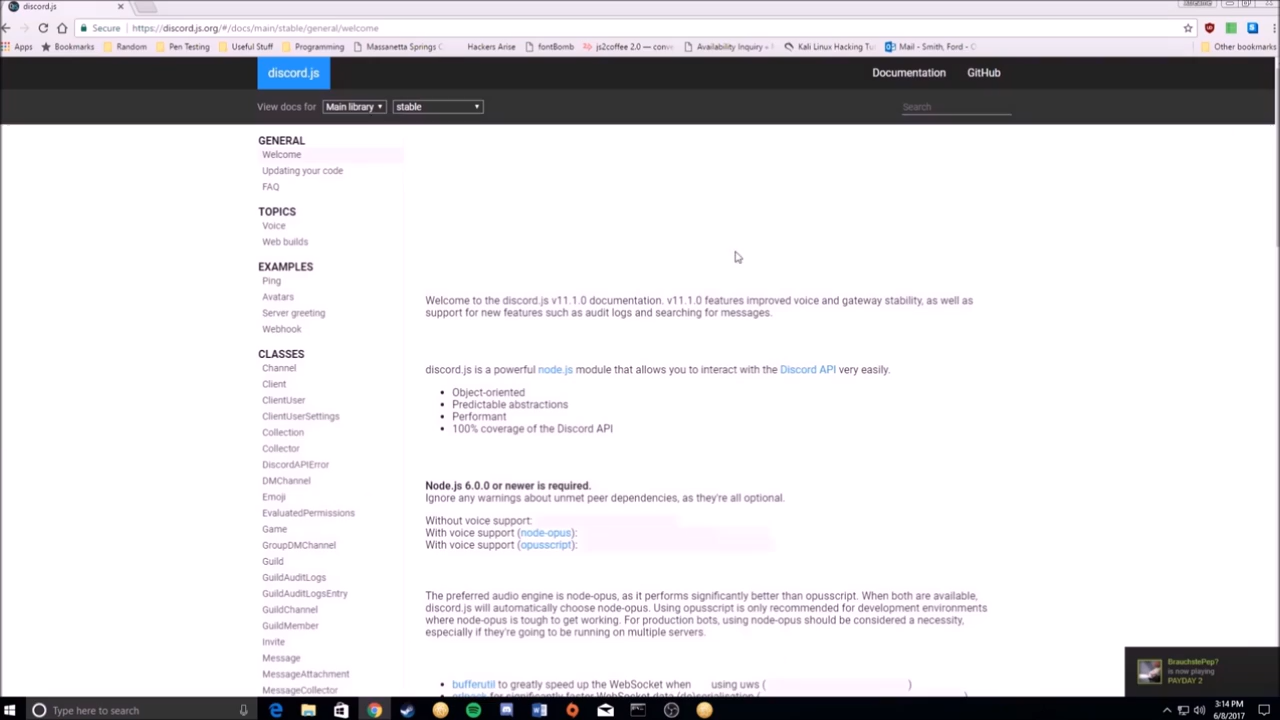 discord.js
Secure https://discord.js.org/#/docs/main/stable/general/welcome
Apps Bookmarks Random Pen Testing Useful Stuff Programming Massanetta Springs C Hackers Arise fontBomb js2coffee 2.0 — conv Availability Inquiry – Kali Linux Hacking Tu Mail - Smith, Ford - O Other bookmarks
discord.js Documentation GitHub
View docs for Main library stable Search
GENERAL
Welcome
Updating your code
FAQ
TOPICS
Voice
Web builds
EXAMPLES
Ping
Avatars
Server greeting
Webhook
CLASSES
Channel
Client
ClientUser
ClientUserSettings
Collection
Collector
DiscordAPIError
DMChannel
Emoji
EvaluatedPermissions
Game
GroupDMChannel
Guild
GuildAuditLogs
GuildAuditLogsEntry
GuildChannel
GuildMember
Invite
Message
MessageAttachment
MessageCollector
Welcome to the discord.js v11.1.0 documentation. v11.1.0 features improved voice and gateway stability, as well as
support for new features such as audit logs and searching for messages.
discord.js is a powerful node.js module that allows you to interact with the Discord API very easily.
• Object-oriented
• Predictable abstractions
• Performant
• 100% coverage of the Discord API
Node.js 6.0.0 or newer is required.
Ignore any warnings about unmet peer dependencies, as they're all optional.
Without voice support:
With voice support (node-opus):
With voice support (opusscript):
The preferred audio engine is node-opus, as it performs significantly better than opusscript. When both are available,
discord.js will automatically choose node-opus. Using opusscript is only recommended for development environments
where node-opus is tough to get working. For production bots, using node-opus should be considered a necessity,
especially if they're going to be running on multiple servers.
• bufferutil to greatly speed up the WebSocket when using uws ( )
for significantly faster WebSocket data (de)serialisation (
BrauchstePep?
is now playing
PAYDAY 2
Type here to search
3:14 PM
6/8/2017